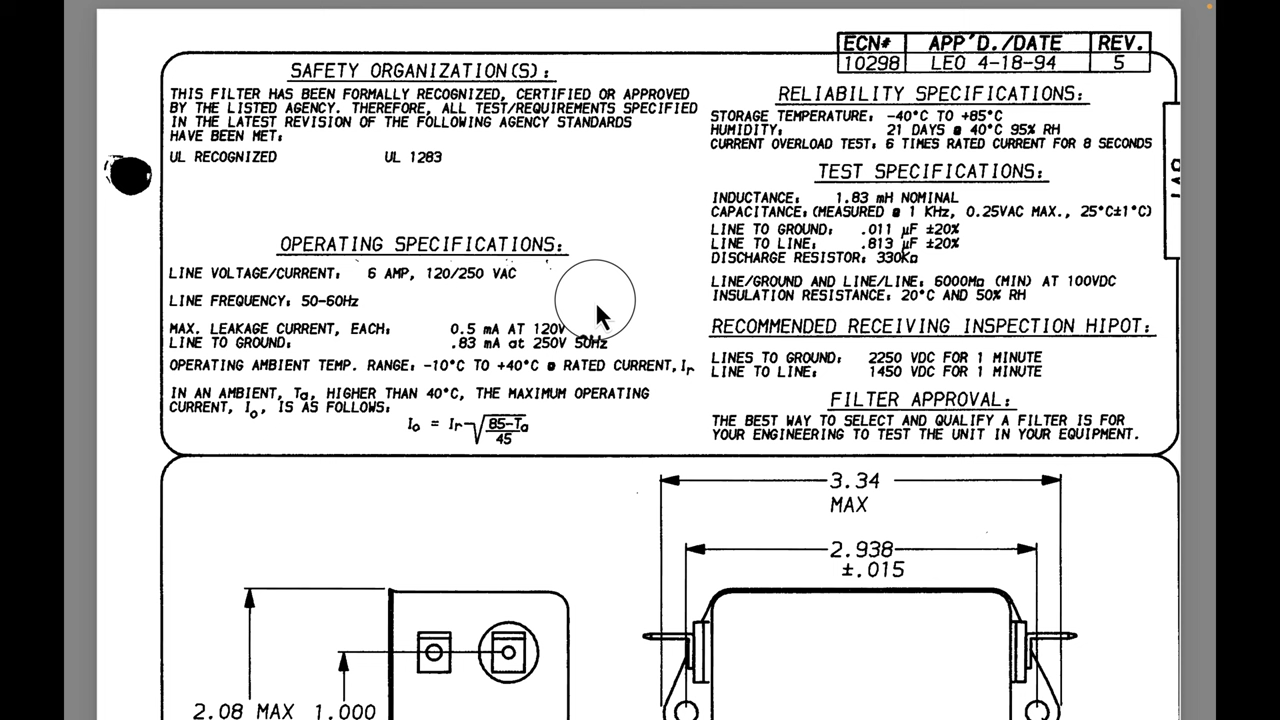 ECN# APP'D./DATE REV.
10298 LEO 4-18-94 5
SAFETY ORGANIZATION(S):
THIS FILTER HAS BEEN FORMALLY RECOGNIZED, CERTIFIED OR APPROVED
BY THE LISTED AGENCY. THEREFORE, ALL TEST/REQUIREMENTS SPECIFIED
IN THE LATEST REVISION OF THE FOLLOWING AGENCY STANDARDS
HAVE BEEN MET:
UL RECOGNIZED UL 1283
OPERATING SPECIFICATIONS:
LINE VOLTAGE/CURRENT: 6 AMP, 120/250 VAC
LINE FREQUENCY: 50-60Hz
MAX. LEAKAGE CURRENT, EACH: 0.5 mA AT 120V
LINE TO GROUND: .83 mA at 250V 50Hz
OPERATING AMBIENT TEMP. RANGE: -10°C TO +40°C @ RATED CURRENT, Ir
IN AN AMBIENT, Ta, HIGHER THAN 40°C, THE MAXIMUM OPERATING
CURRENT, Io, IS AS FOLLOWS:
Io = Ir √85-Ta
45
RELIABILITY SPECIFICATIONS:
STORAGE TEMPERATURE: -40°C TO +85°C
HUMIDITY: 21 DAYS @ 40°C 95% RH
CURRENT OVERLOAD TEST: 6 TIMES RATED CURRENT FOR 8 SECONDS
TEST SPECIFICATIONS:
INDUCTANCE: 1.83 mH NOMINAL
CAPACITANCE: (MEASURED @ 1 KHz, 0.25VAC MAX., 25°C±1°C)
LINE TO GROUND: .011 µF ±20%
LINE TO LINE: .813 µF ±20%
DISCHARGE RESISTOR: 330KΩ
LINE/GROUND AND LINE/LINE: 6000MΩ (MIN) AT 100VDC
INSULATION RESISTANCE: 20°C AND 50% RH
RECOMMENDED RECEIVING INSPECTION HIPOT:
LINES TO GROUND: 2250 VDC FOR 1 MINUTE
LINE TO LINE: 1450 VDC FOR 1 MINUTE
FILTER APPROVAL:
THE BEST WAY TO SELECT AND QUALIFY A FILTER IS FOR
YOUR ENGINEERING TO TEST THE UNIT IN YOUR EQUIPMENT.
3.34
MAX
2.938
±.015
2.08 MAX 1.000